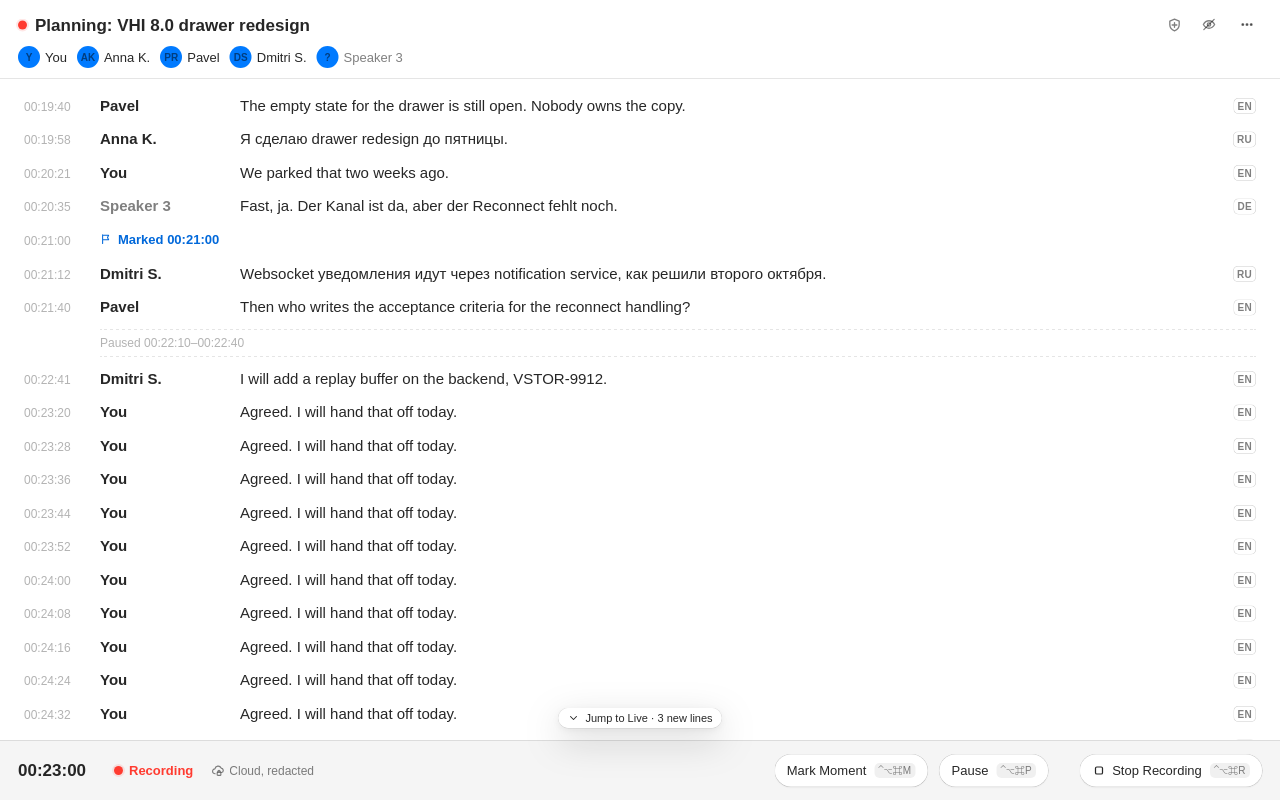 Planning: VHI 8.0 drawer redesign
Y You AK Anna K. PR Pavel DS Dmitri S. ? Speaker 3
00:19:40 Pavel The empty state for the drawer is still open. Nobody owns the copy. EN
00:19:58 Anna K. Я сделаю drawer redesign до пятницы. RU
00:20:21 You We parked that two weeks ago. EN
00:20:35 Speaker 3 Fast, ja. Der Kanal ist da, aber der Reconnect fehlt noch. DE
00:21:00 Marked 00:21:00
00:21:12 Dmitri S. Websocket уведомления идут через notification service, как решили второго октября. RU
00:21:40 Pavel Then who writes the acceptance criteria for the reconnect handling? EN
Paused 00:22:10–00:22:40
00:22:41 Dmitri S. I will add a replay buffer on the backend, VSTOR-9912. EN
00:23:20 You Agreed. I will hand that off today. EN
00:23:28 You Agreed. I will hand that off today. EN
00:23:36 You Agreed. I will hand that off today. EN
00:23:44 You Agreed. I will hand that off today. EN
00:23:52 You Agreed. I will hand that off today. EN
00:24:00 You Agreed. I will hand that off today. EN
00:24:08 You Agreed. I will hand that off today. EN
00:24:16 You Agreed. I will hand that off today. EN
00:24:24 You Agreed. I will hand that off today. EN
00:24:32 You Agreed. I will hand that off today. EN
Jump to Live · 3 new lines
00:23:00 Recording Cloud, redacted Mark Moment ⌃⌥⌘M Pause ⌃⌥⌘P Stop Recording ⌃⌥⌘R